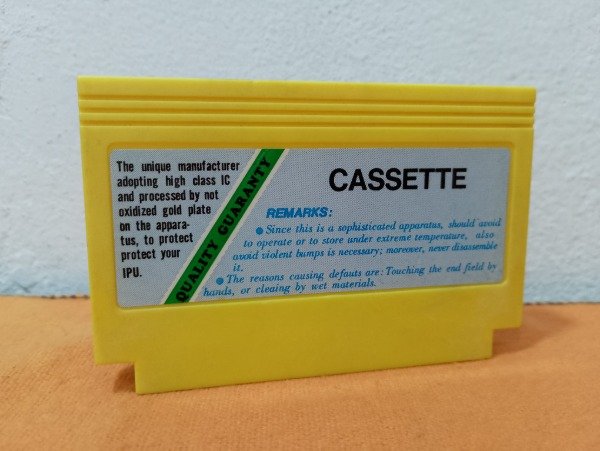 The unique manufacturer
adopting high class IC
and processed by not
oxidized gold plate
on the appara-
tus, to protect
protect your
IPU.
QUALITY GUARANTY
CASSETTE
REMARKS:
● Since this is a sophisticated apparatus, should avoid
to operate or to store under extreme temperature, also
avoid violent bumps is necessary; moreover, never disassemble
it.
● The reasons causing defauts are: Touching the end field by
hands, or cleaing by wet materials.